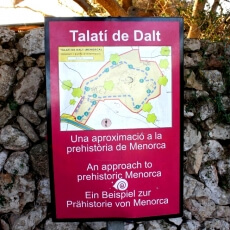 Talatí de Dalt
Una aproximació a la
prehistòria de Menorca
An approach to
prehistoric Menorca
Ein Beispiel zur
Prähistorie von Menorca